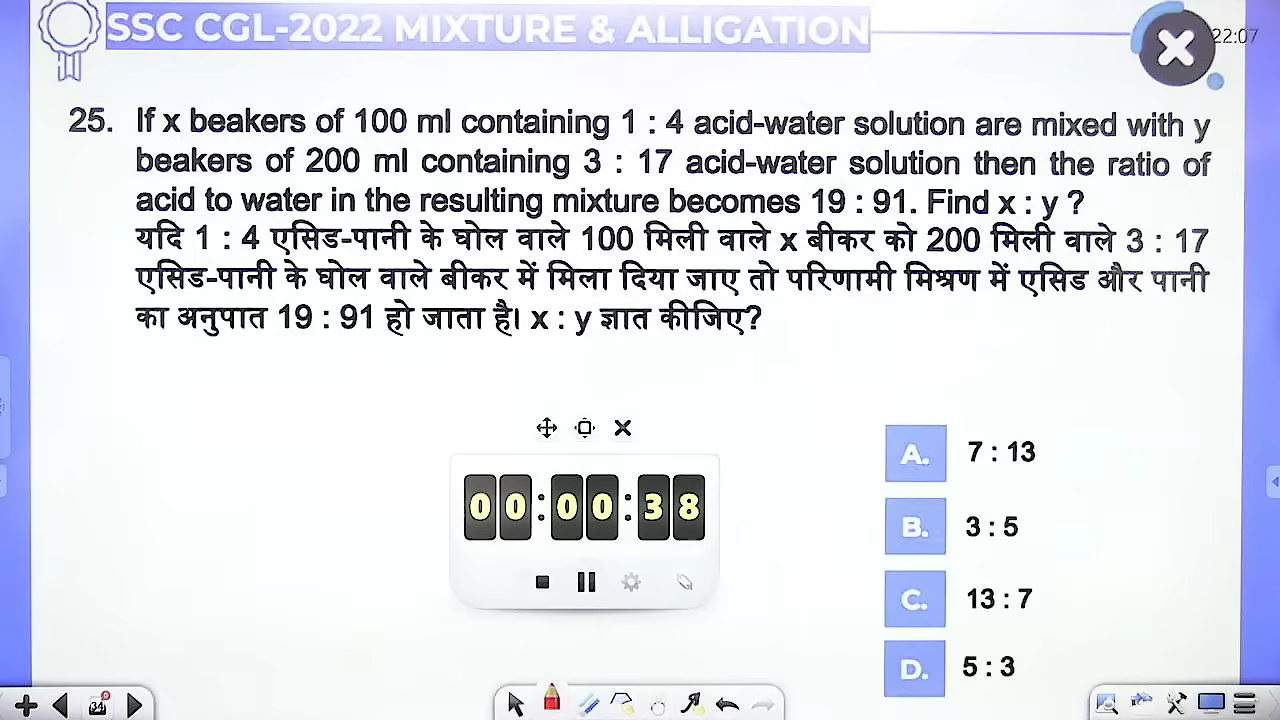 SSC CGL-2022 MIXTURE & ALLIGATION
22:07
25. If x beakers of 100 ml containing 1 : 4 acid-water solution are mixed with y
beakers of 200 ml containing 3 : 17 acid-water solution then the ratio of
acid to water in the resulting mixture becomes 19 : 91. Find x : y ?
यदि 1 : 4 एसिड-पानी के घोल वाले 100 मिली वाले x बीकर को 200 मिली वाले 3 : 17
एसिड-पानी के घोल वाले बीकर में मिला दिया जाए तो परिणामी मिश्रण में एसिड और पानी
का अनुपात 19 : 91 हो जाता है। x : y ज्ञात कीजिए?
00:00:38
A. 7 : 13
B. 3 : 5
C. 13 : 7
D. 5 : 3
34